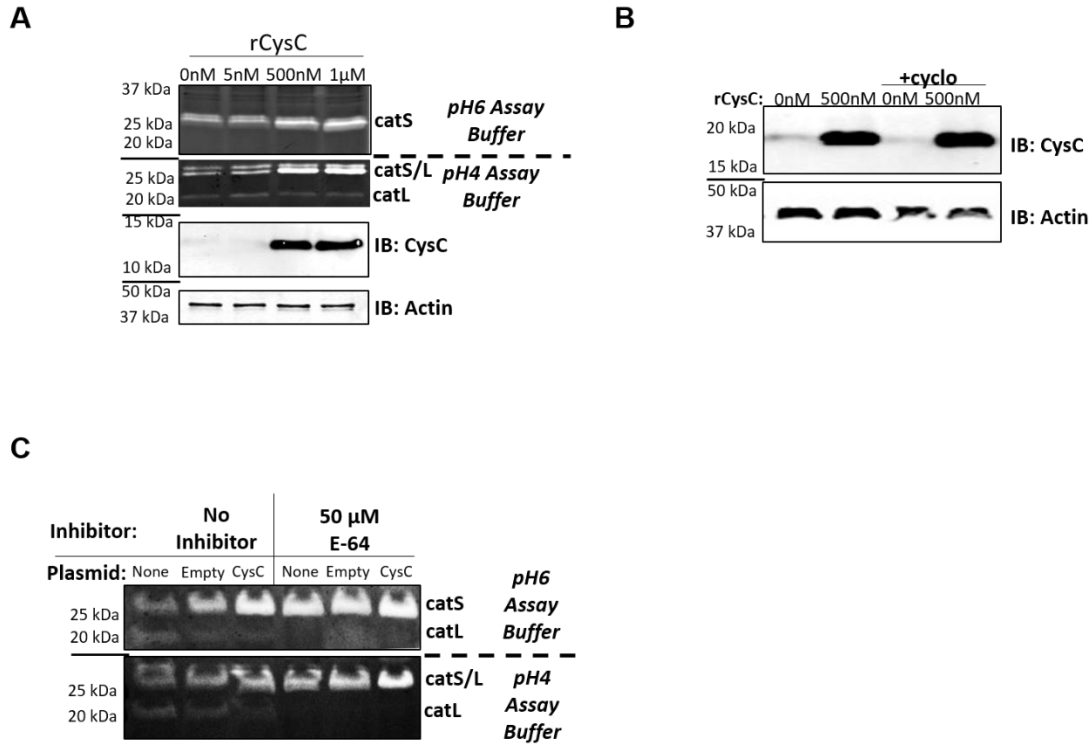 A
rCysC
0nM 5nM 500nM 1μM
37 kDa
25 kDa
20 kDa
catS
pH6 Assay
Buffer
25 kDa
20 kDa
catS/L
catL
pH4 Assay
Buffer
15 kDa
10 kDa
IB: CysC
50 kDa
37 kDa
IB: Actin
B
+cyclo
rCysC: 0nM 500nM 0nM 500nM
20 kDa
15 kDa
IB: CysC
50 kDa
37 kDa
IB: Actin
C
Inhibitor:
No
Inhibitor
50 μM
E-64
Plasmid: None Empty CysC None Empty CysC
25 kDa
20 kDa
catS
catL
pH6
Assay
Buffer
25 kDa
20 kDa
catS/L
catL
pH4
Assay
Buffer